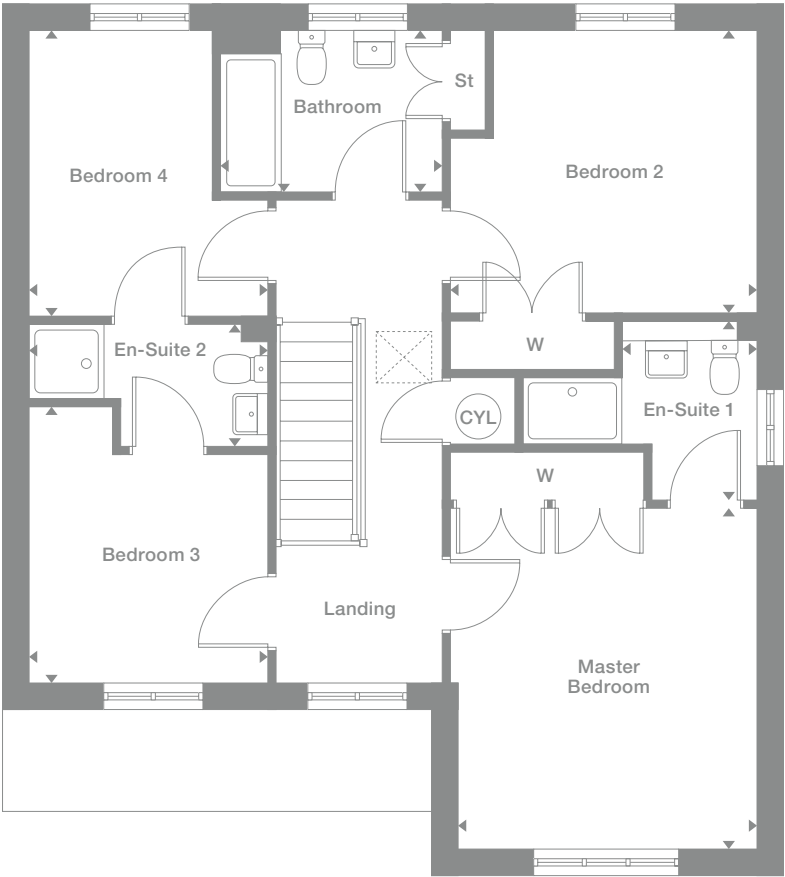 St
Bathroom
Bedroom 4
Bedroom 2
En-Suite 2
W
En-Suite 1
CYL
W
Bedroom 3
Landing
Master
Bedroom